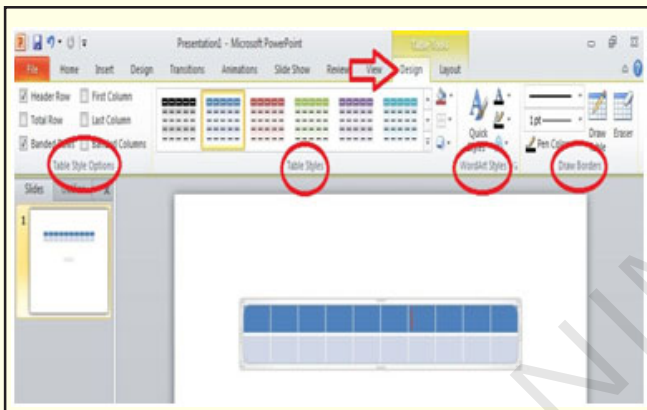 Presentation1 - Microsoft PowerPoint Table Tools
File Home Insert Design Transitions Animations Slide Show Review View Design Layout
Header Row First Column
Total Row Last Column
Banded Columns
Table Style Options
Table Styles
Quick
Styles
WordArt Styles
1 pt
Pen Color
Draw
Table
Eraser
Draw Borders
Slides
1